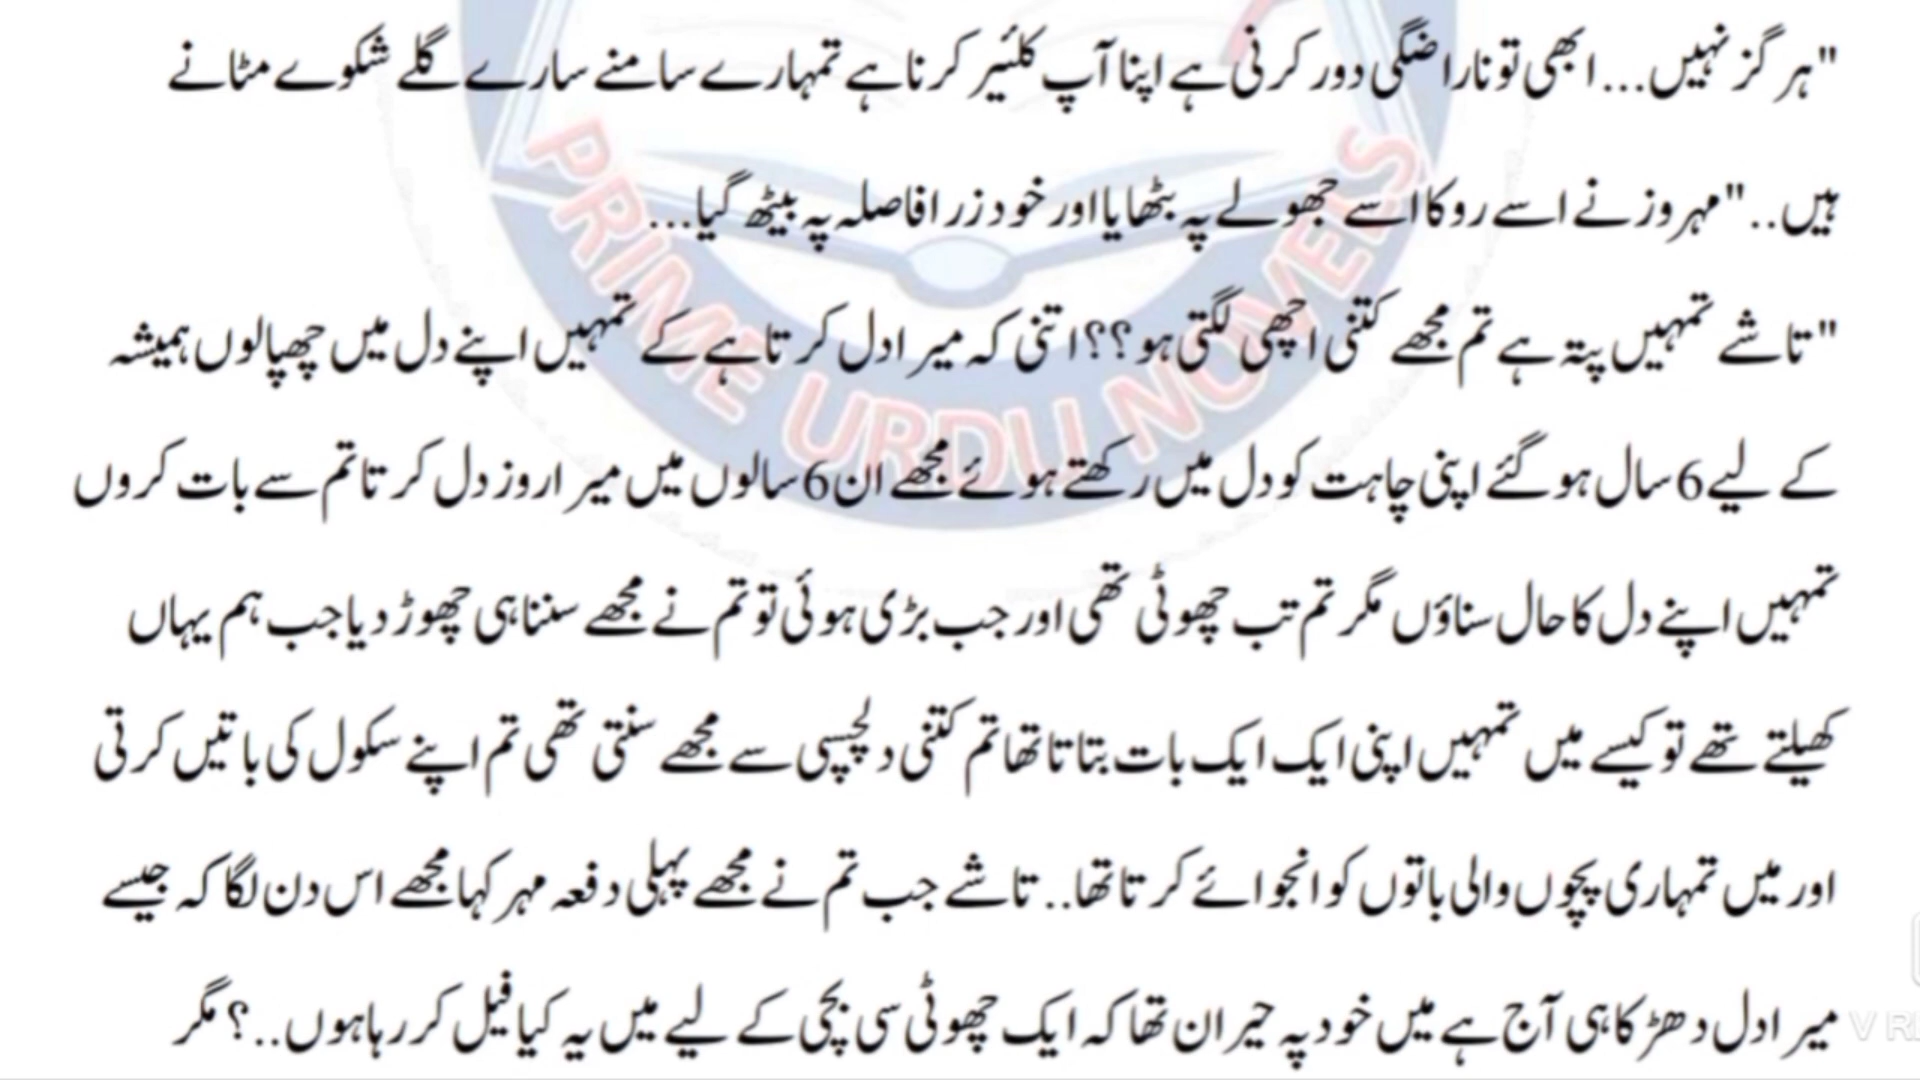 "ہرگز نہیں... ابھی تو ناراضگی دور کرنی ہے اپنا آپ کلئیر کرنا ہے تمہارے سامنے سارے گلے شکوے مٹانے
ہیں.." مہروز نے اسے روکا اسے جھولے پہ بٹھایا اور خود زرا فاصلہ پہ بیٹھ گیا...
"تاشے تمہیں پتہ ہے تم مجھے کتنی اچھی لگتی ہو؟؟ اتنی کہ میرا دل کرتا ہے کے تمہیں اپنے دل میں چھپا لوں ہمیشہ
کے لیے 6 سال ہو گئے اپنی چاہت کو دل میں رکھتے ہوئے مجھے ان 6 سالوں میں میرا روز دل کرتا تم سے بات کروں
تمہیں اپنے دل کا حال سناؤں مگر تم تب چھوٹی تھی اور جب بڑی ہوئی تو تم نے مجھے سننا ہی چھوڑ دیا جب ہم یہاں
کھیلتے تھے تو کیسے میں تمہیں اپنی ایک ایک بات بتاتا تھا تم کتنی دلچسپی سے مجھے سنتی تھی تم اپنے سکول کی باتیں کرتی
اور میں تمہاری بچوں والی باتوں کو انجوائے کرتا تھا.. تاشے جب تم نے مجھے پہلی دفعہ مہر کہا مجھے اس دن لگا کہ جیسے
میرا دل دھڑکا ہی آج ہے میں خود پہ حیران تھا کہ ایک چھوٹی سی بچی کے لیے میں یہ کیا فیل کر رہا ہوں..؟ مگر
PRIME URDU NOVELS